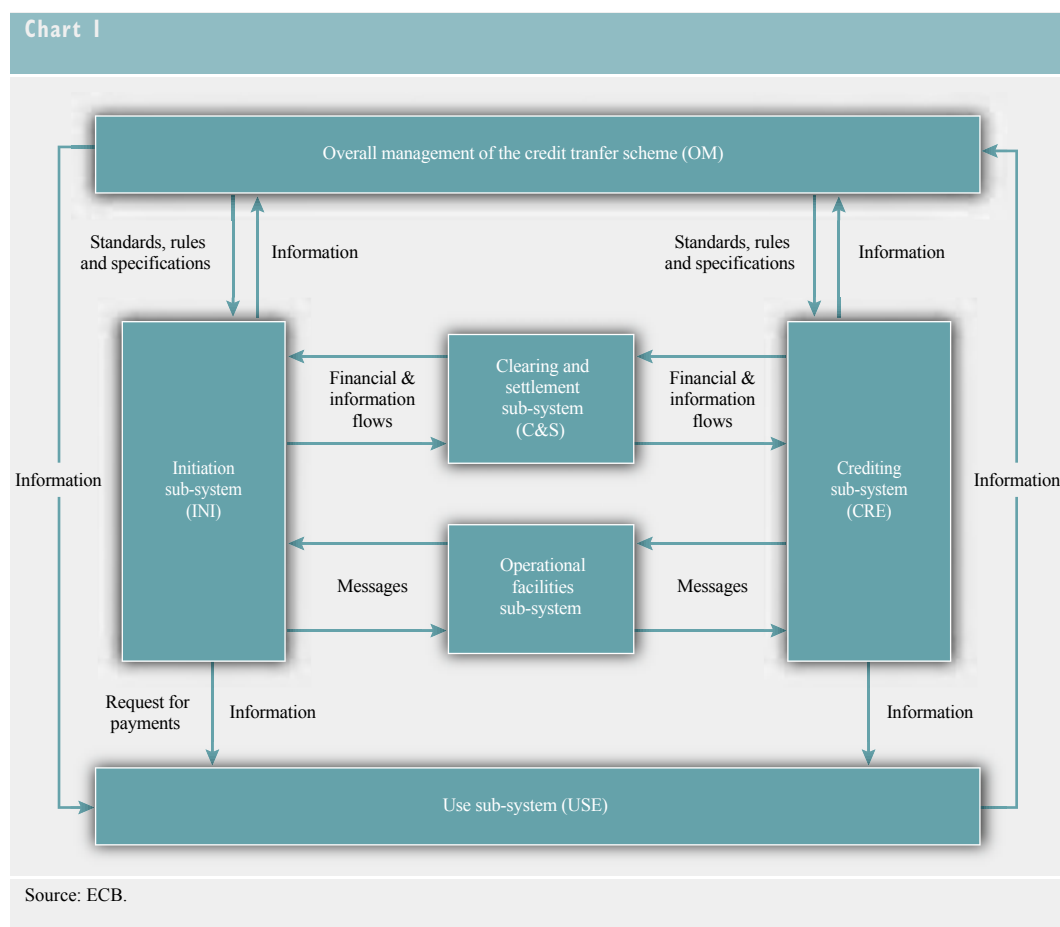 Chart 1
Overall management of the credit tranfer scheme (OM)
Standards, rules
and specifications
Information
Standards, rules
and specifications
Information
Financial &
information
flows
Clearing and
settlement
sub-system
(C&S)
Financial &
information
flows
Information
Initiation
sub-system
(INI)
Crediting
sub-system
(CRE)
Information
Messages
Operational
facilities
sub-system
Messages
Request for
payments
Information
Information
Use sub-system (USE)
Source: ECB.